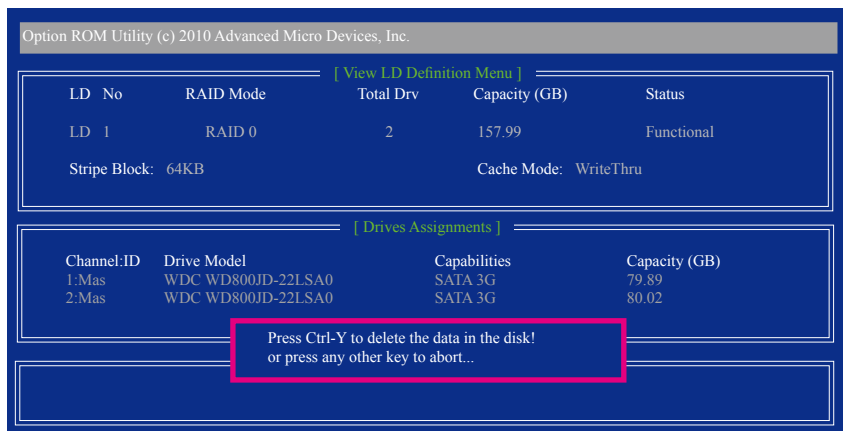 Option ROM Utility (c) 2010 Advanced Micro Devices, Inc.
[ View LD Definition Menu ]
LD No RAID Mode Total Drv Capacity (GB) Status
LD 1 RAID 0 2 157.99 Functional
Stripe Block: 64KB Cache Mode: WriteThru
[ Drives Assignments ]
Channel:ID Drive Model Capabilities Capacity (GB)
1:Mas WDC WD800JD-22LSA0 SATA 3G 79.89
2:Mas WDC WD800JD-22LSA0 SATA 3G 80.02
Press Ctrl-Y to delete the data in the disk!
or press any other key to abort...